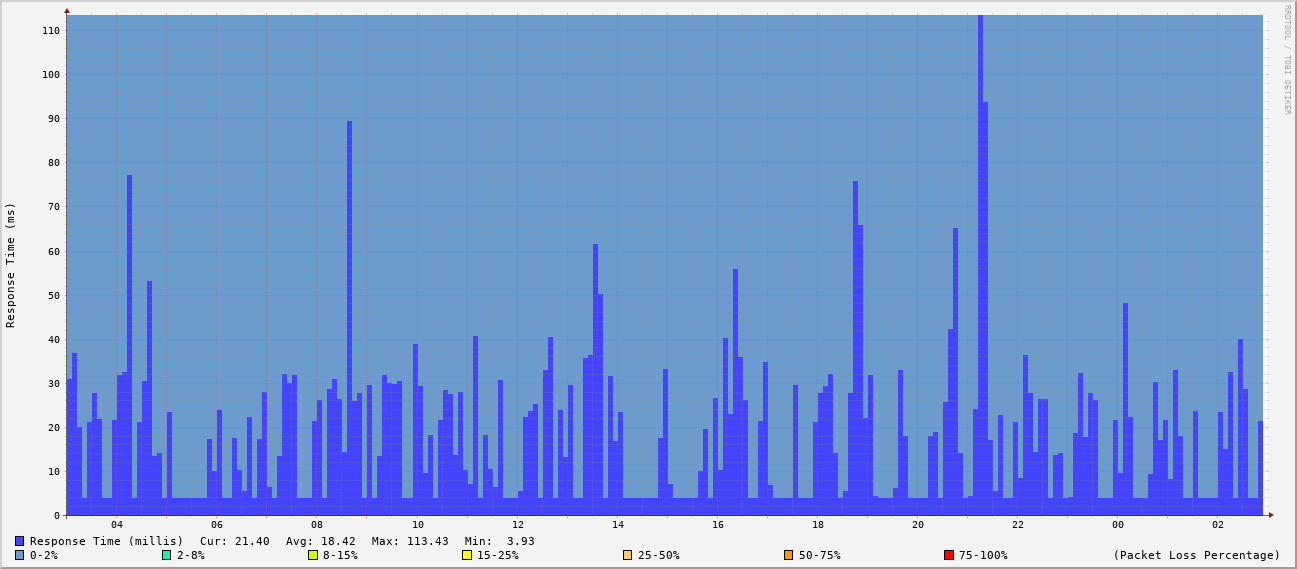 RRDTOOL / TOBI OETIKER
Response Time (ms)
110
100
90
80
70
60
50
40
30
20
10
0
04 06 08 10 12 14 16 18 20 22 00 02
Response Time (millis) Cur: 21.40 Avg: 18.42 Max: 113.43 Min: 3.93
0-2% 2-8% 8-15% 15-25% 25-50% 50-75% 75-100% (Packet Loss Percentage)